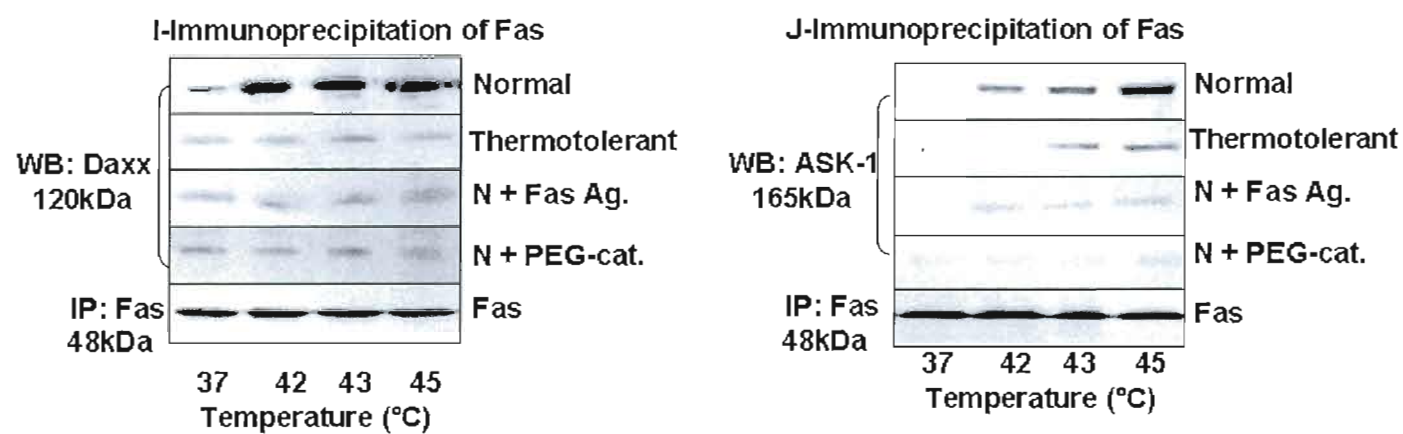 I-Immunoprecipitation of Fas
Normal
Thermotolerant
WB: Daxx
120kDa
N + Fas Ag.
N + PEG-cat.
IP: Fas
48kDa
Fas
37 42 43 45
Temperature (°C)
J-Immunoprecipitation of Fas
Normal
Thermotolerant
WB: ASK-1
165kDa
N + Fas Ag.
N + PEG-cat.
IP: Fas
48kDa
Fas
37 42 43 45
Temperature (°C)